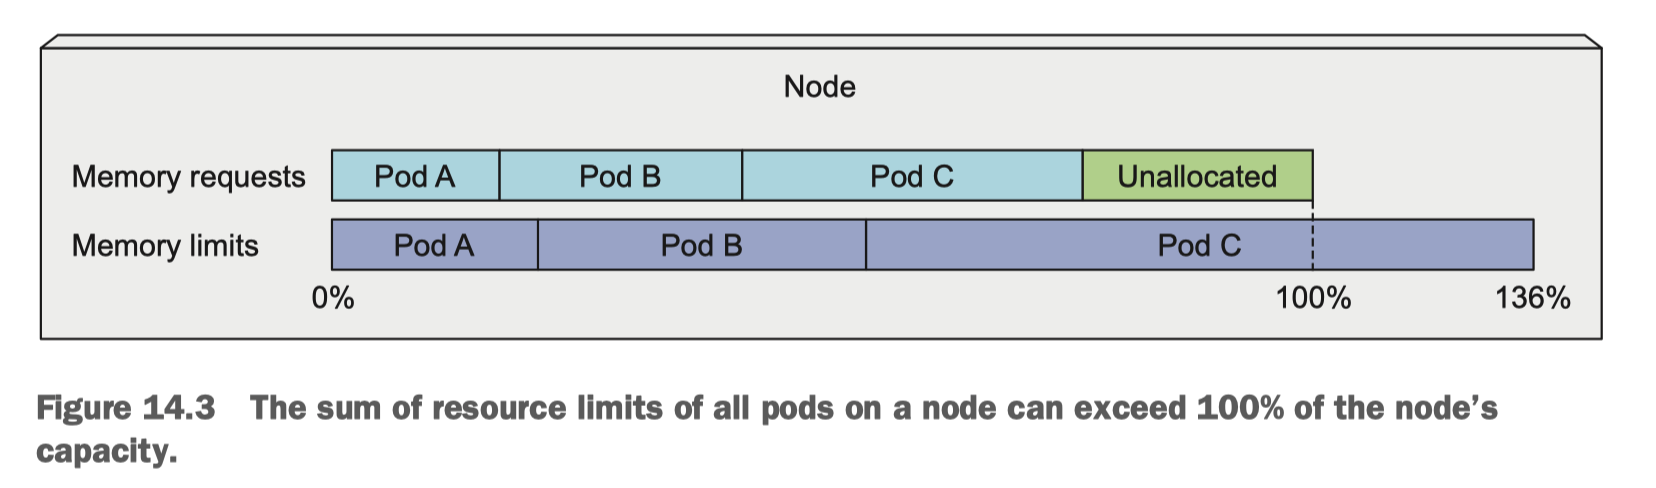 Node
Memory requests Pod A Pod B Pod C Unallocated
Memory limits Pod A Pod B Pod C
0% 100% 136%
Figure 14.3 The sum of resource limits of all pods on a node can exceed 100% of the node’s
capacity.